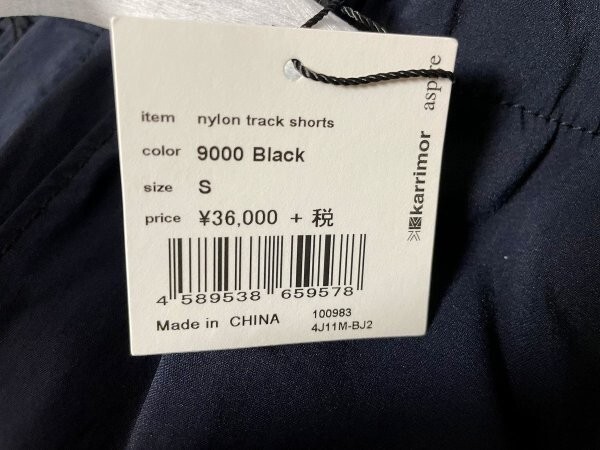 item nylon track shorts
color 9000 Black
size S
price ¥36,000 + 税
4 589538 659578
Made in CHINA
100983
4J11M-BJ2
karrimor
aspire